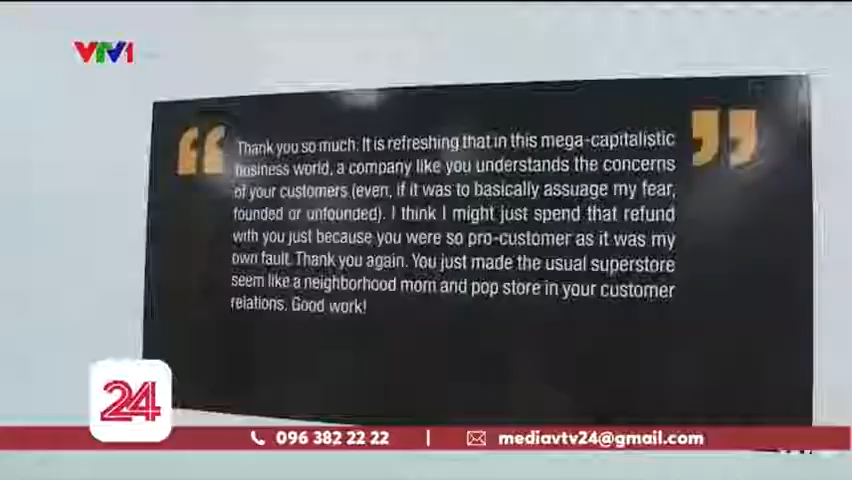 VTV1
“ Thank you so much. It is refreshing that in this mega-capitalistic ”
business world, a company like you understands the concerns
of your customers (even, if it was to basically assuage my fear,
founded or unfounded). I think I might just spend that refund
with you just because you were so pro-customer as it was my
own fault. Thank you again. You just made the usual superstore
seem like a neighborhood mom and pop store in your customer
relations. Good work!
24
096 382 22 22 | mediavtv24@gmail.com